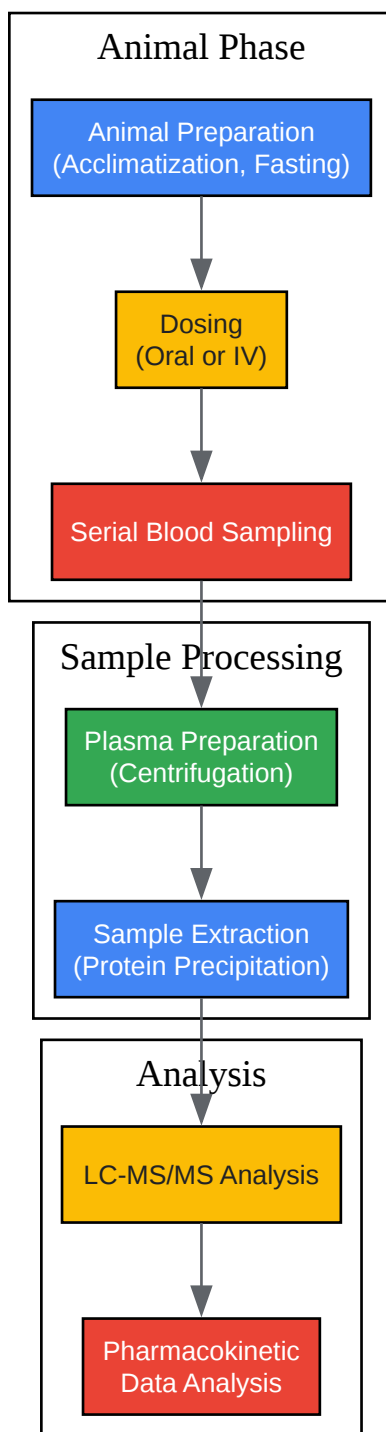 Animal Phase
Animal Preparation
(Acclimatization, Fasting)
Dosing
(Oral or IV)
Serial Blood Sampling
Sample Processing
Plasma Preparation
(Centrifugation)
Sample Extraction
(Protein Precipitation)
Analysis
LC-MS/MS Analysis
Pharmacokinetic
Data Analysis